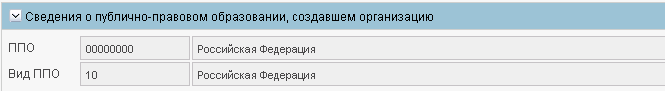 Сведения о публично-правовом образовании, создавшем организацию
ППО 00000000 Российская Федерация
Вид ППО 10 Российская Федерация